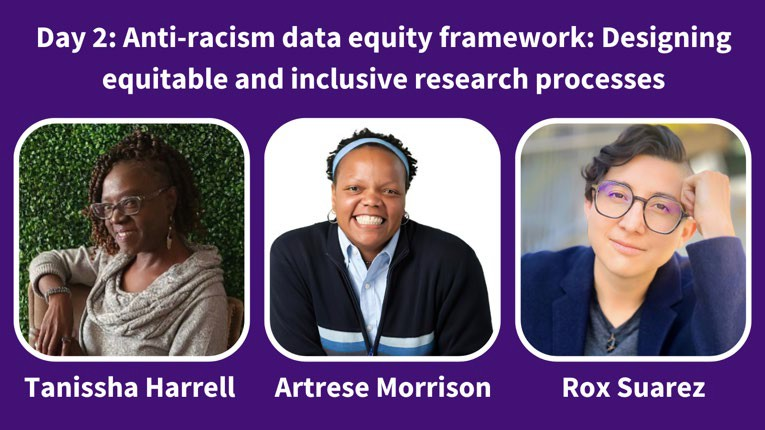 Day 2: Anti-racism data equity framework: Designing
equitable and inclusive research processes
Tanissha Harrell
Artrese Morrison
Rox Suarez